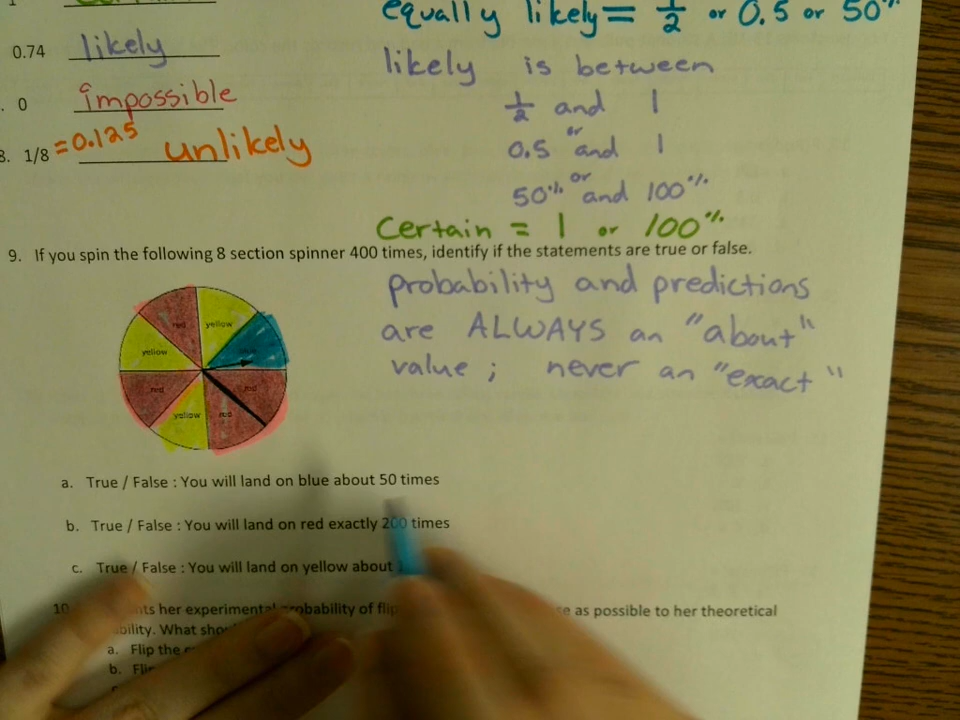 equally likely = 1/2 or 0.5 or 50%
0.74 likely
likely is between
1/2 and 1
. 0 impossible
or
0.5 and 1
8. 1/8 = 0.125 unlikely
or
50% and 100%
Certain = 1 or 100%
9. If you spin the following 8 section spinner 400 times, identify if the statements are true or false.
probability and predictions
are ALWAYS an "about"
value ; never an "exact"
red
yellow
yellow
red
red
yellow
red
a. True / False : You will land on blue about 50 times
b. True / False : You will land on red exactly 200 times
c. True / False : You will land on yellow about
10 her experimental probability of as possible to her theoretical
What
a. Flip the
b.